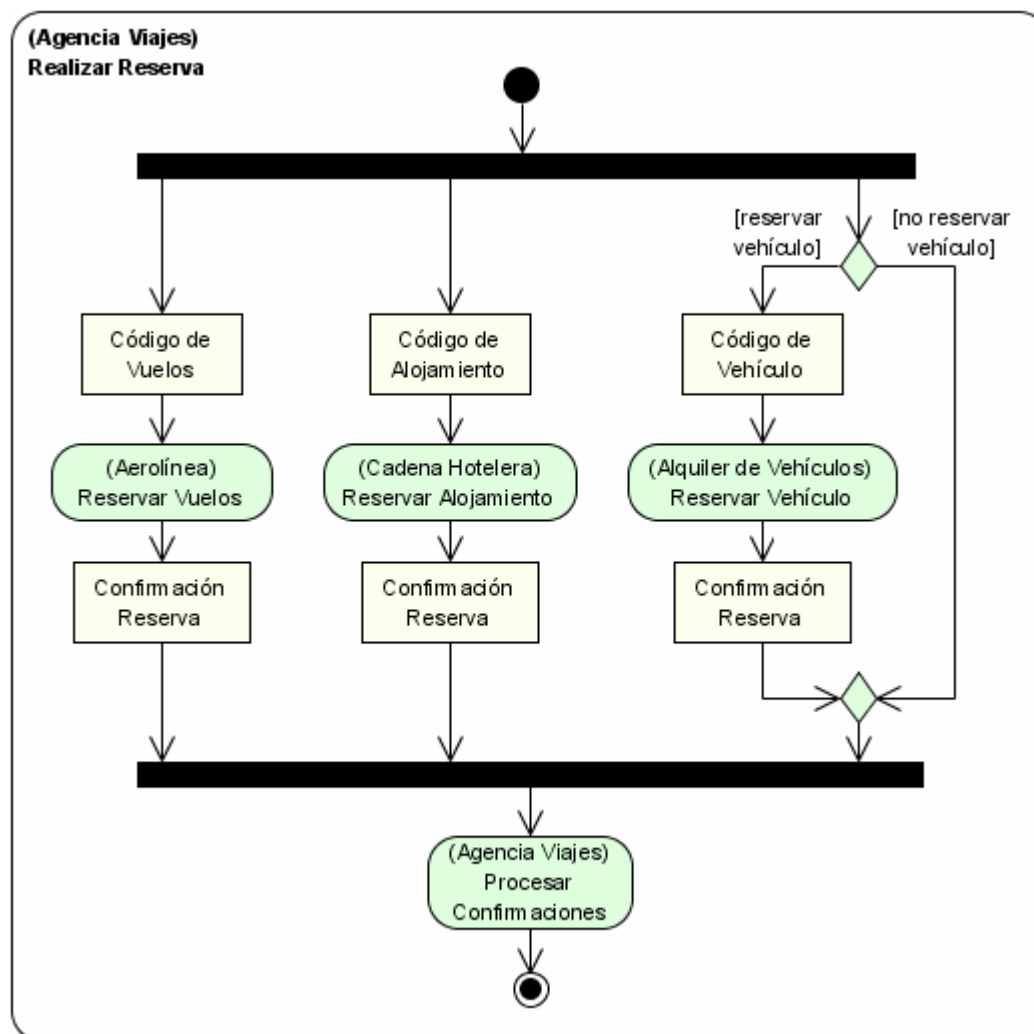 (Agencia Viajes)
Realizar Reserva
[reservar
vehículo]
[no reservar
vehículo]
Código de
Vuelos
Código de
Alojamiento
Código de
Vehículo
(Aerolínea)
Reservar Vuelos
(Cadena Hotelera)
Reservar Alojamiento
(Alquiler de Vehículos)
Reservar Vehículo
Confirmación
Reserva
Confirmación
Reserva
Confirmación
Reserva
(Agencia Viajes)
Procesar
Confirmaciones